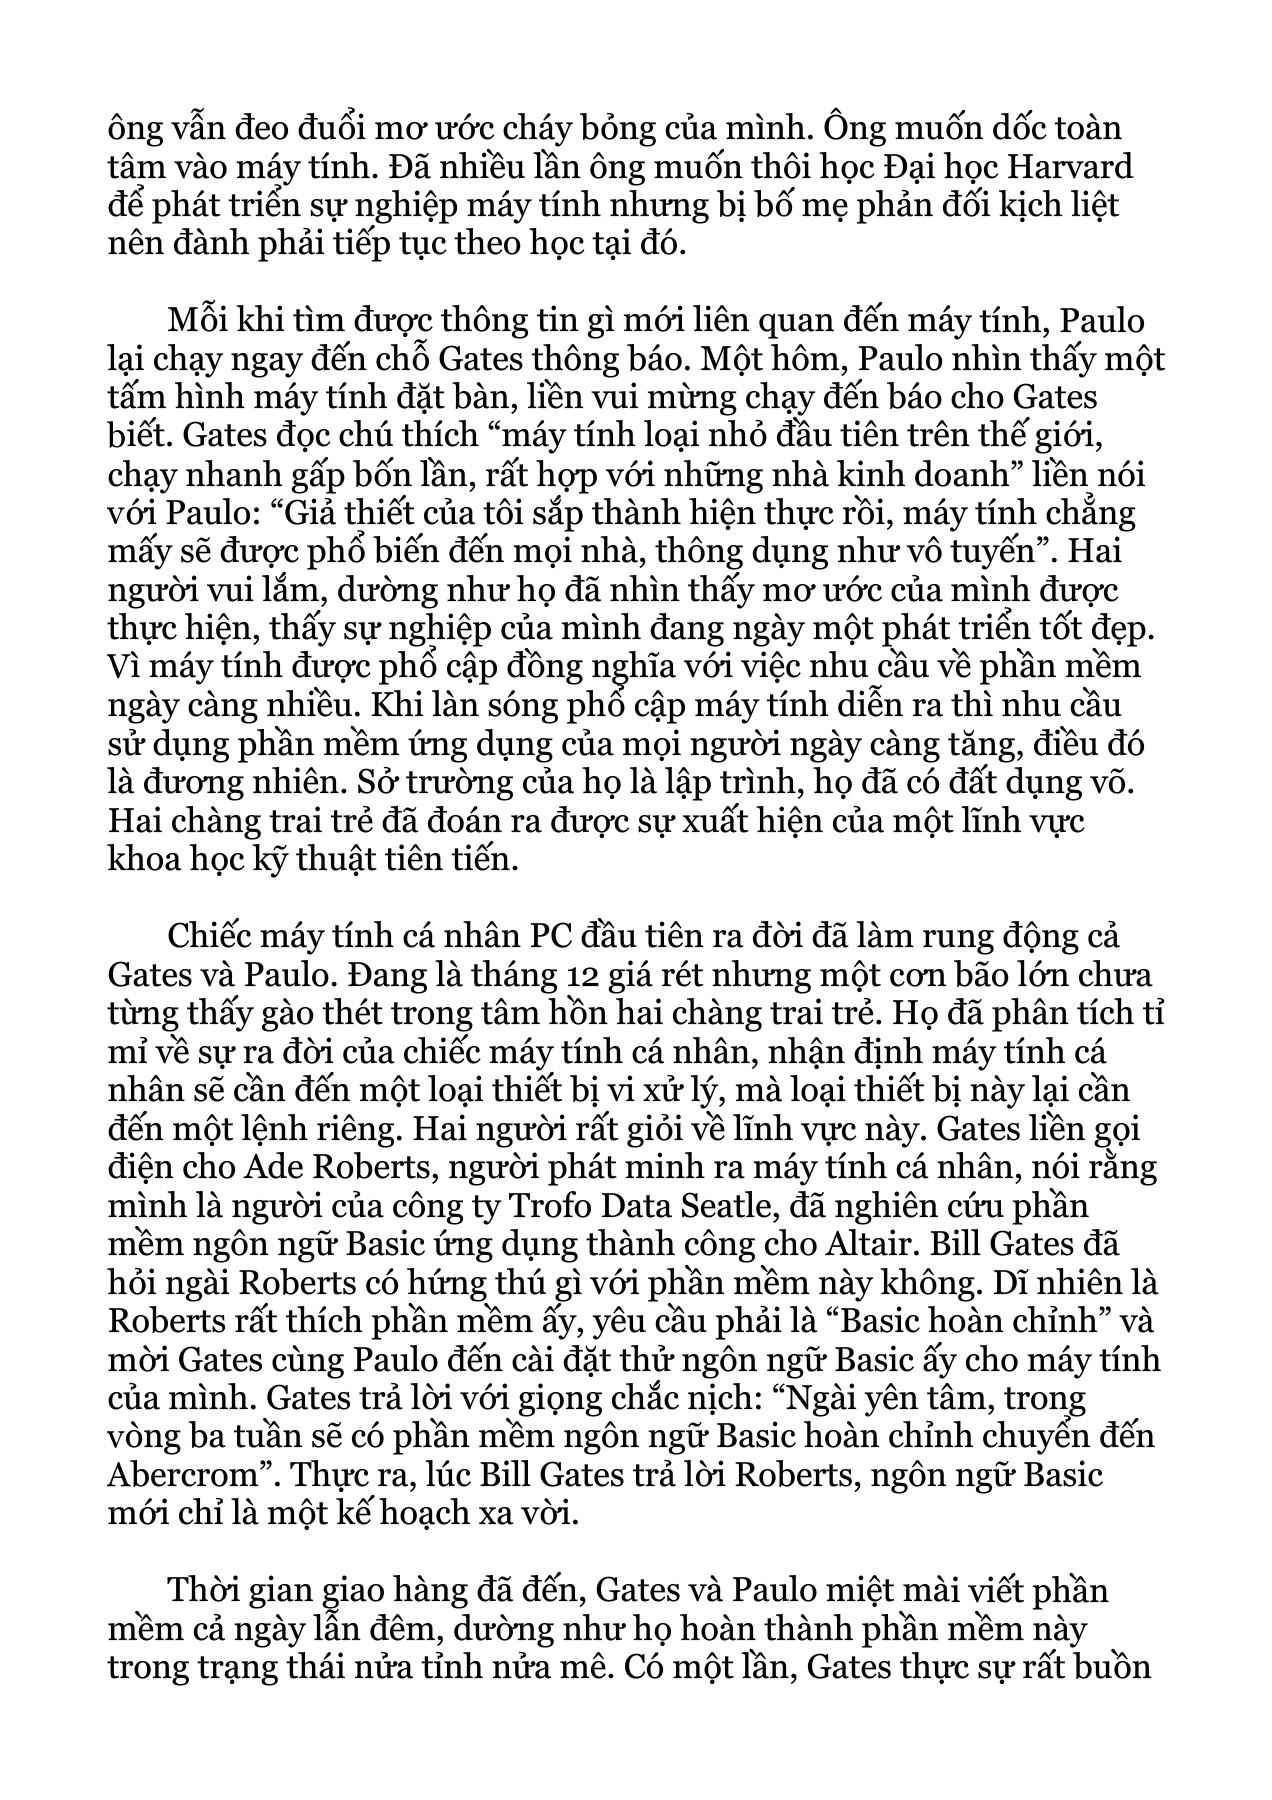 ông vẫn đeo đuổi mơ ước cháy bỏng của mình. Ông muốn dốc toàn
tâm vào máy tính. Đã nhiều lần ông muốn thôi học Đại học Harvard
để phát triển sự nghiệp máy tính nhưng bị bố mẹ phản đối kịch liệt
nên đành phải tiếp tục theo học tại đó.
Mỗi khi tìm được thông tin gì mới liên quan đến máy tính, Paulo
lại chạy ngay đến chỗ Gates thông báo. Một hôm, Paulo nhìn thấy một
tấm hình máy tính đặt bàn, liền vui mừng chạy đến báo cho Gates
biết. Gates đọc chú thích “máy tính loại nhỏ đầu tiên trên thế giới,
chạy nhanh gấp bốn lần, rất hợp với những nhà kinh doanh” liền nói
với Paulo: “Giả thiết của tôi sắp thành hiện thực rồi, máy tính chẳng
mấy sẽ được phổ biến đến mọi nhà, thông dụng như vô tuyến”. Hai
người vui lắm, dường như họ đã nhìn thấy mơ ước của mình được
thực hiện, thấy sự nghiệp của mình đang ngày một phát triển tốt đẹp.
Vì máy tính được phổ cập đồng nghĩa với việc nhu cầu về phần mềm
ngày càng nhiều. Khi làn sóng phổ cập máy tính diễn ra thì nhu cầu
sử dụng phần mềm ứng dụng của mọi người ngày càng tăng, điều đó
là đương nhiên. Sở trường của họ là lập trình, họ đã có đất dụng võ.
Hai chàng trai trẻ đã đoán ra được sự xuất hiện của một lĩnh vực
khoa học kỹ thuật tiên tiến.
Chiếc máy tính cá nhân PC đầu tiên ra đời đã làm rung động cả
Gates và Paulo. Đang là tháng 12 giá rét nhưng một cơn bão lớn chưa
từng thấy gào thét trong tâm hồn hai chàng trai trẻ. Họ đã phân tích tỉ
mỉ về sự ra đời của chiếc máy tính cá nhân, nhận định máy tính cá
nhân sẽ cần đến một loại thiết bị vi xử lý, mà loại thiết bị này lại cần
đến một lệnh riêng. Hai người rất giỏi về lĩnh vực này. Gates liền gọi
điện cho Ade Roberts, người phát minh ra máy tính cá nhân, nói rằng
mình là người của công ty Trofo Data Seatle, đã nghiên cứu phần
mềm ngôn ngữ Basic ứng dụng thành công cho Altair. Bill Gates đã
hỏi ngài Roberts có hứng thú gì với phần mềm này không. Dĩ nhiên là
Roberts rất thích phần mềm ấy, yêu cầu phải là “Basic hoàn chỉnh” và
mời Gates cùng Paulo đến cài đặt thử ngôn ngữ Basic ấy cho máy tính
của mình. Gates trả lời với giọng chắc nịch: “Ngài yên tâm, trong
vòng ba tuần sẽ có phần mềm ngôn ngữ Basic hoàn chỉnh chuyển đến
Abercrom”. Thực ra, lúc Bill Gates trả lời Roberts, ngôn ngữ Basic
mới chỉ là một kế hoạch xa vời.
Thời gian giao hàng đã đến, Gates và Paulo miệt mài viết phần
mềm cả ngày lẫn đêm, dường như họ hoàn thành phần mềm này
trong trạng thái nửa tỉnh nửa mê. Có một lần, Gates thực sự rất buồn